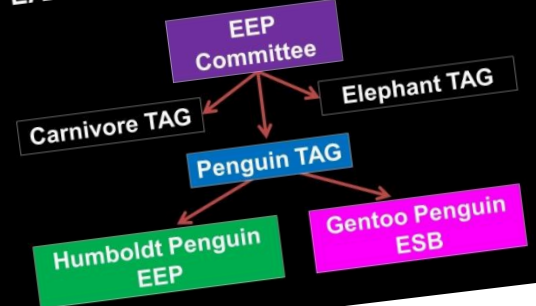 EEP
Committee
Carnivore TAG
Elephant TAG
Penguin TAG
Humboldt Penguin
EEP
Gentoo Penguin
ESB